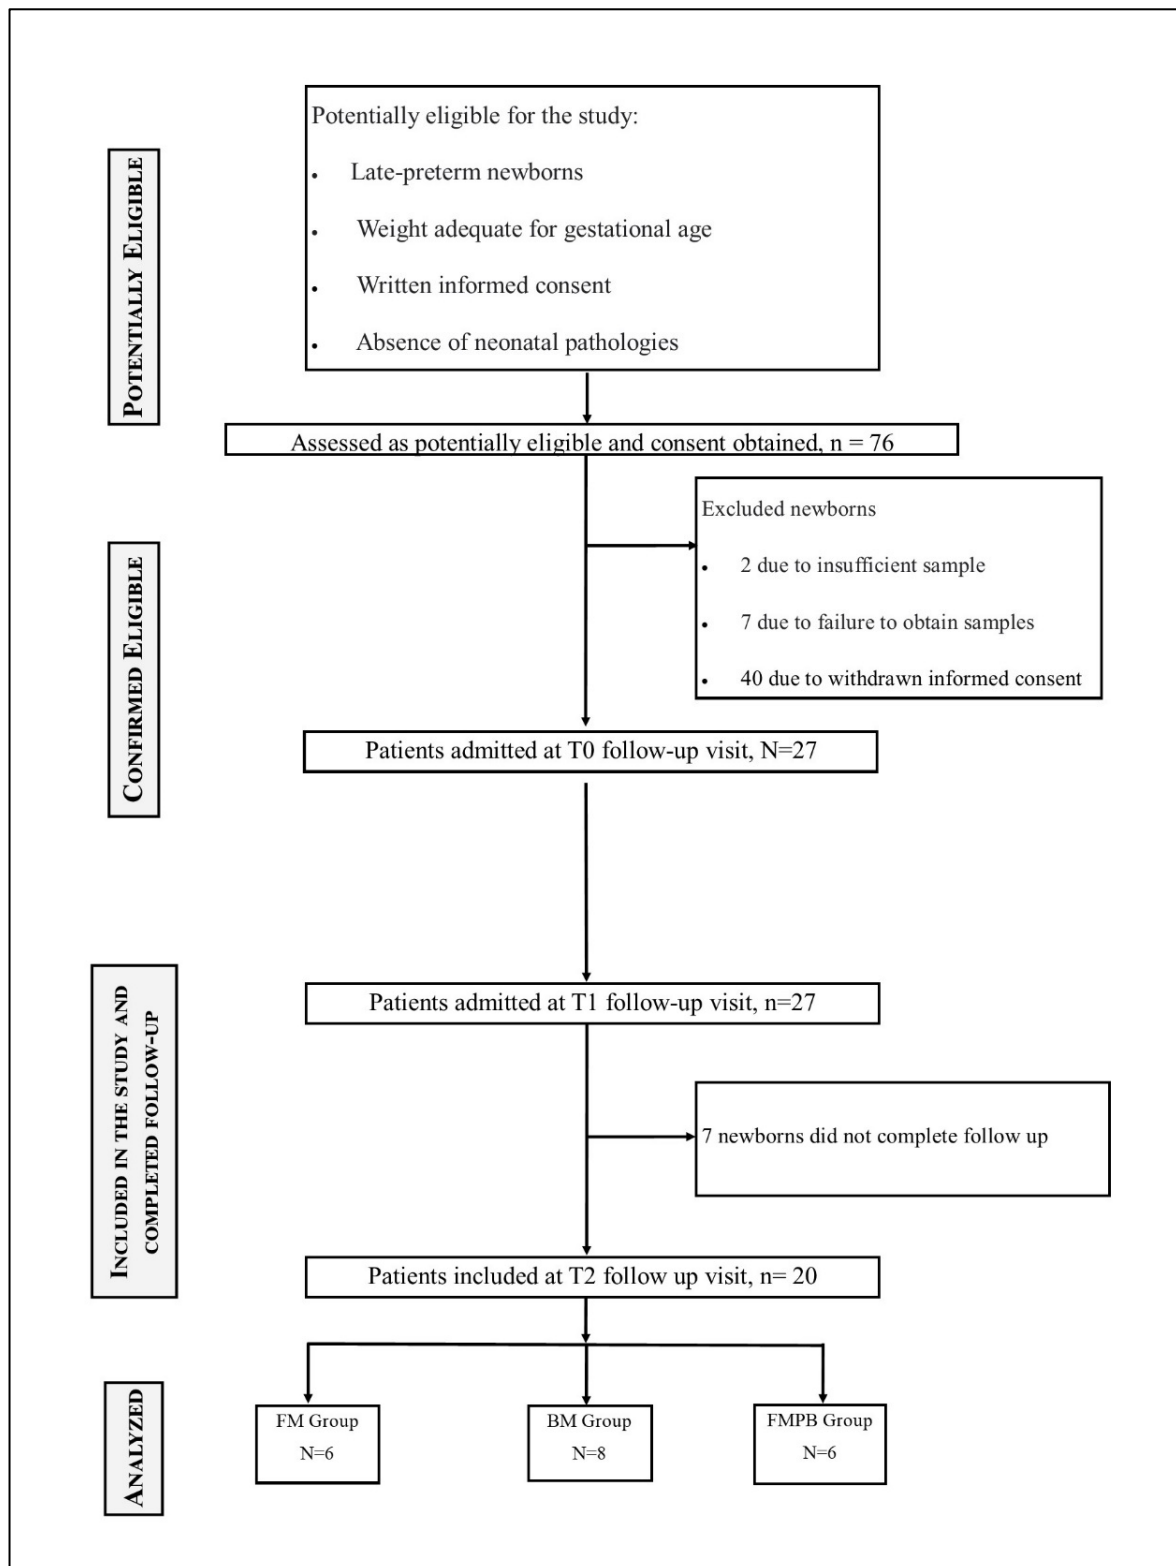 POTENTIALLY ELIGIBLE
Potentially eligible for the study:
• Late-preterm newborns
• Weight adequate for gestational age
• Written informed consent
• Absence of neonatal pathologies
Assessed as potentially eligible and consent obtained, n = 76
CONFIRMED ELIGIBLE
Excluded newborns
• 2 due to insufficient sample
• 7 due to failure to obtain samples
• 40 due to withdrawn informed consent
Patients admitted at T0 follow-up visit, N=27
INCLUDED IN THE STUDY AND
COMPLETED FOLLOW-UP
Patients admitted at T1 follow-up visit, n=27
7 newborns did not complete follow up
Patients included at T2 follow up visit, n= 20
ANALYZED
FM Group
N=6
BM Group
N=8
FMPB Group
N=6